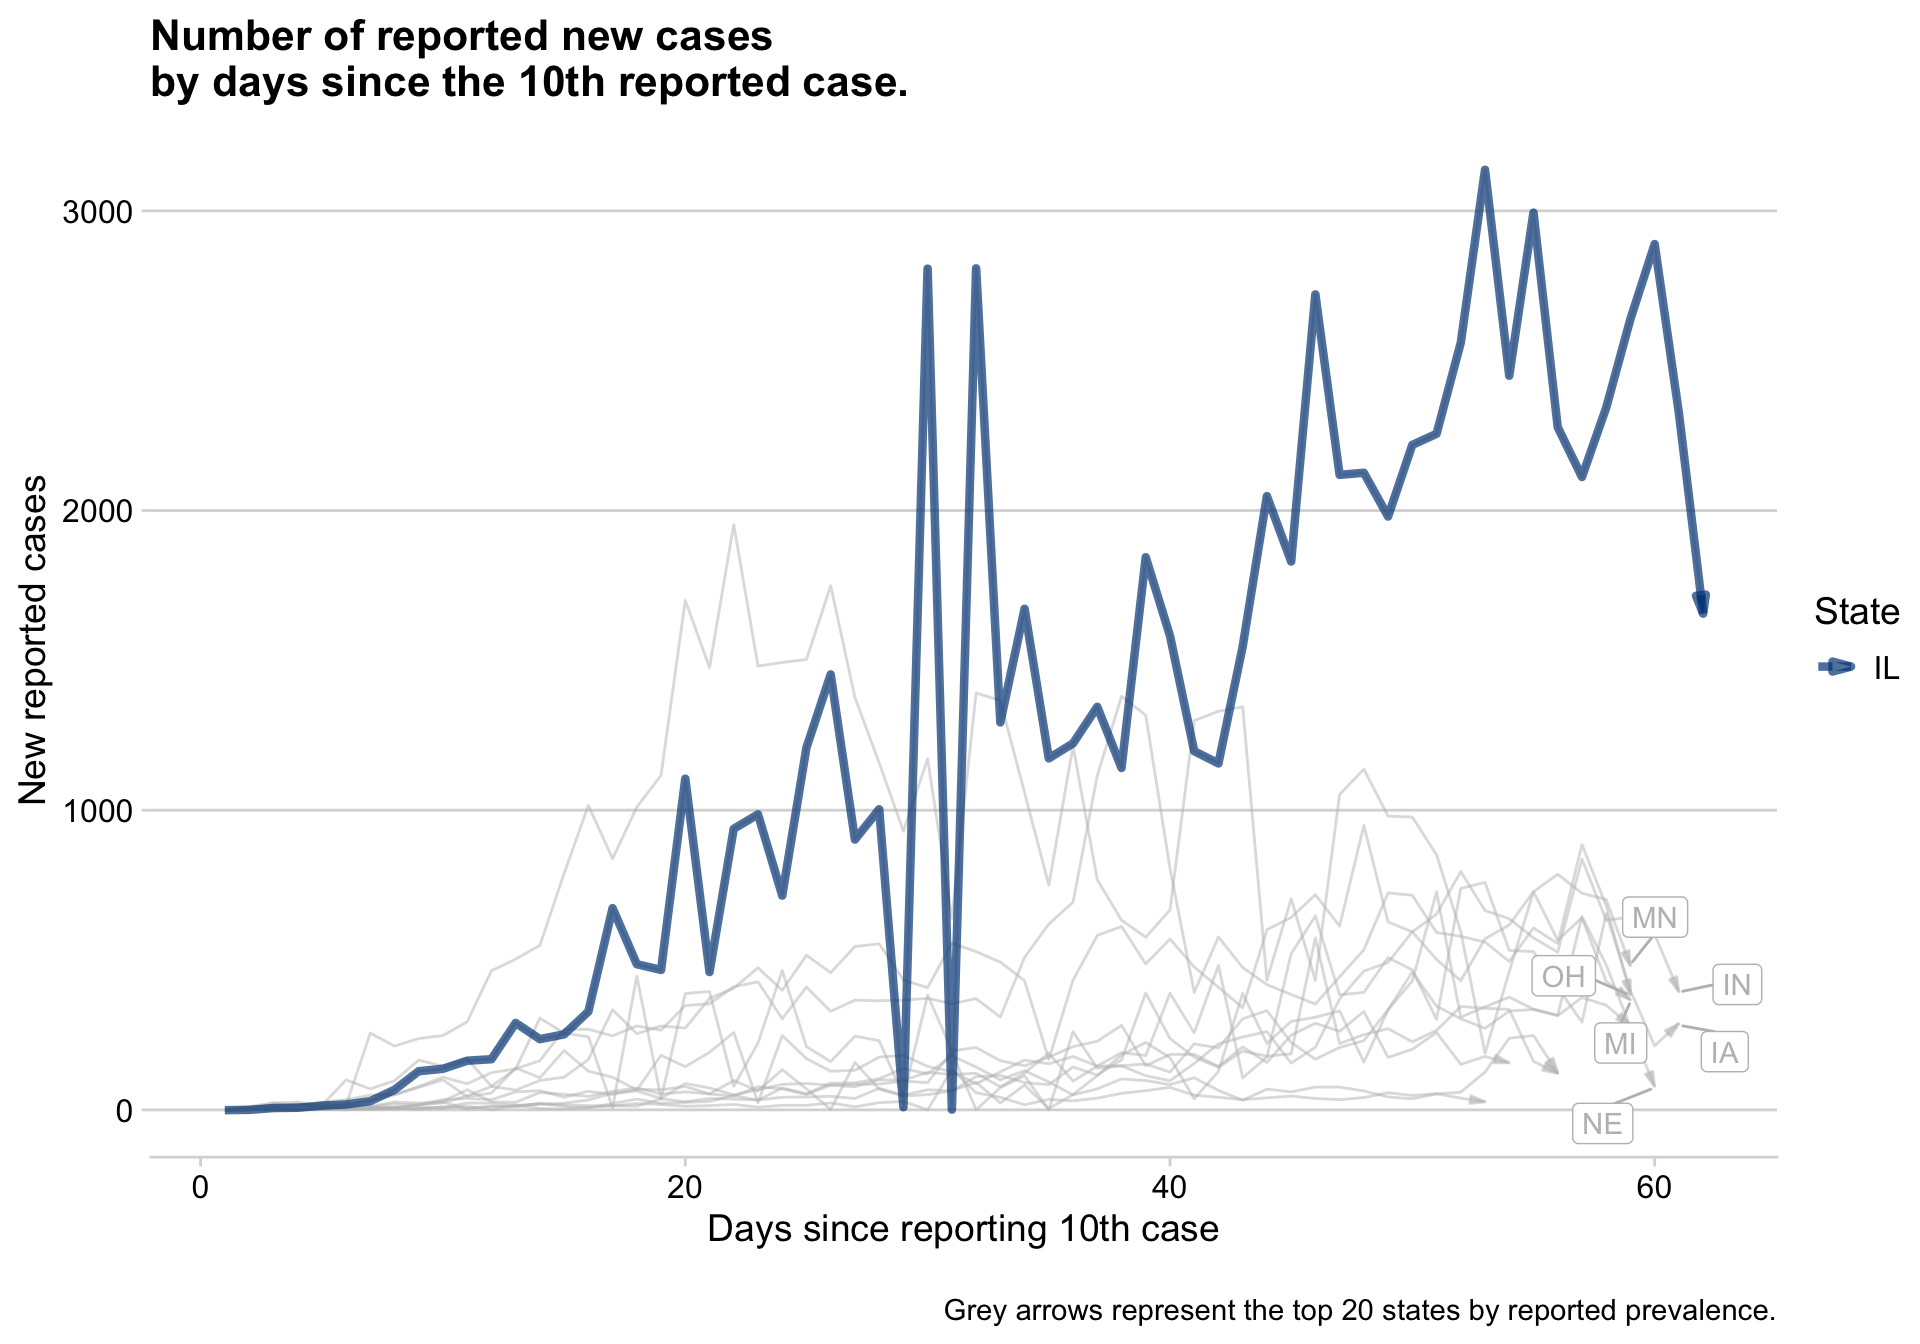 Number of reported new cases
by days since the 10th reported case.
New reported cases
3000
2000
1000
0
0
20
40
60
Days since reporting 10th case
State
IL
MN
OH
IN
MI
IA
NE
Grey arrows represent the top 20 states by reported prevalence.